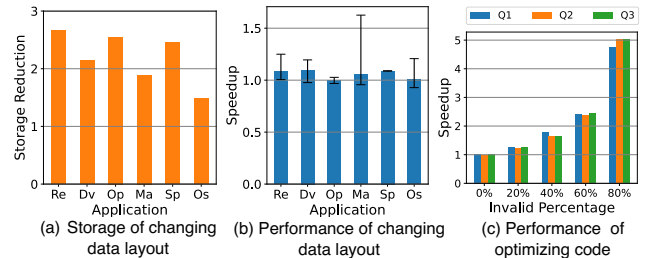 3
2
1
0
Storage Reduction
Re Dv Op Ma Sp Os
Application
(a) Storage of changing
data layout
1.5
1.0
0.5
0.0
Speedup
Re Dv Op Ma Sp Os
Application
(b) Performance of changing
data layout
Q1 Q2 Q3
5
4
3
2
1
0
Speedup
0% 20% 40% 60% 80%
Invalid Percentage
(c) Performance of
optimizing code